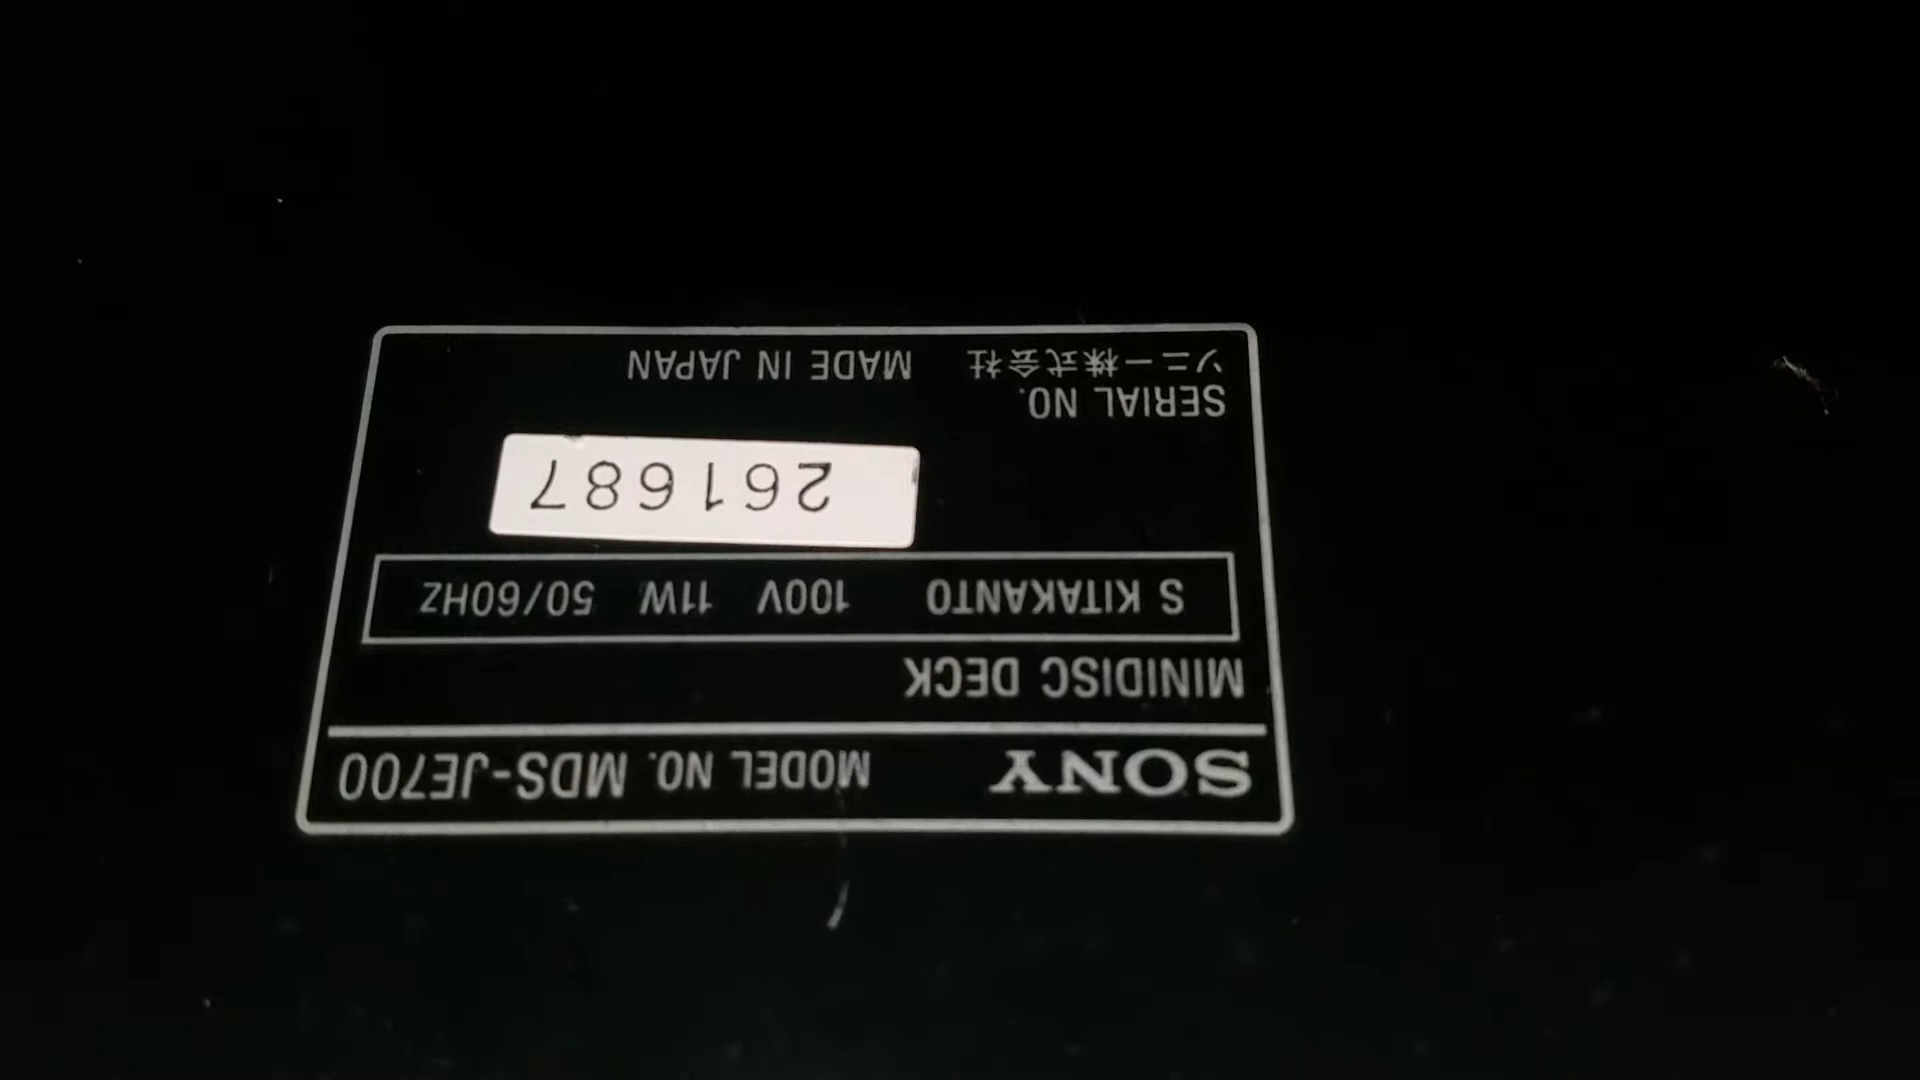 SONY MODEL NO. MDS-JE700
MINIDISC DECK
S KITAKANTO 100V 11W 50/60Hz
261687
SERIAL NO.
ソニー株式会社 MADE IN JAPAN